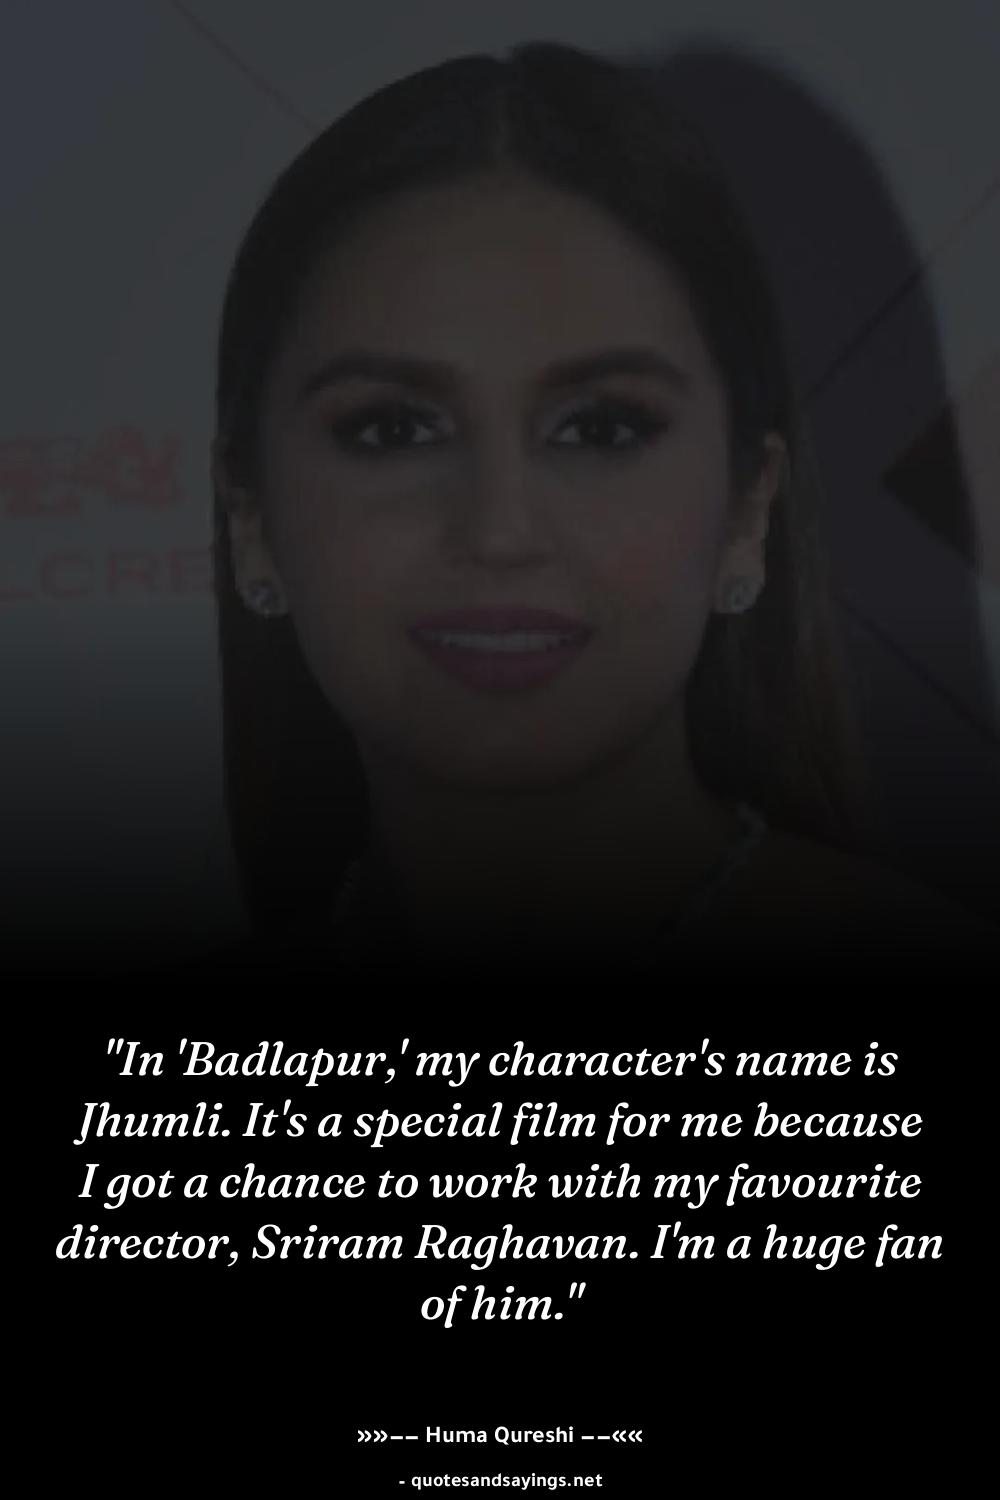 LCRE
"In 'Badlapur,' my character's name is
Jhumli. It's a special film for me because
I got a chance to work with my favourite
director, Sriram Raghavan. I'm a huge fan
of him."
»»−− Huma Qureshi −−««
- quotesandsayings.net